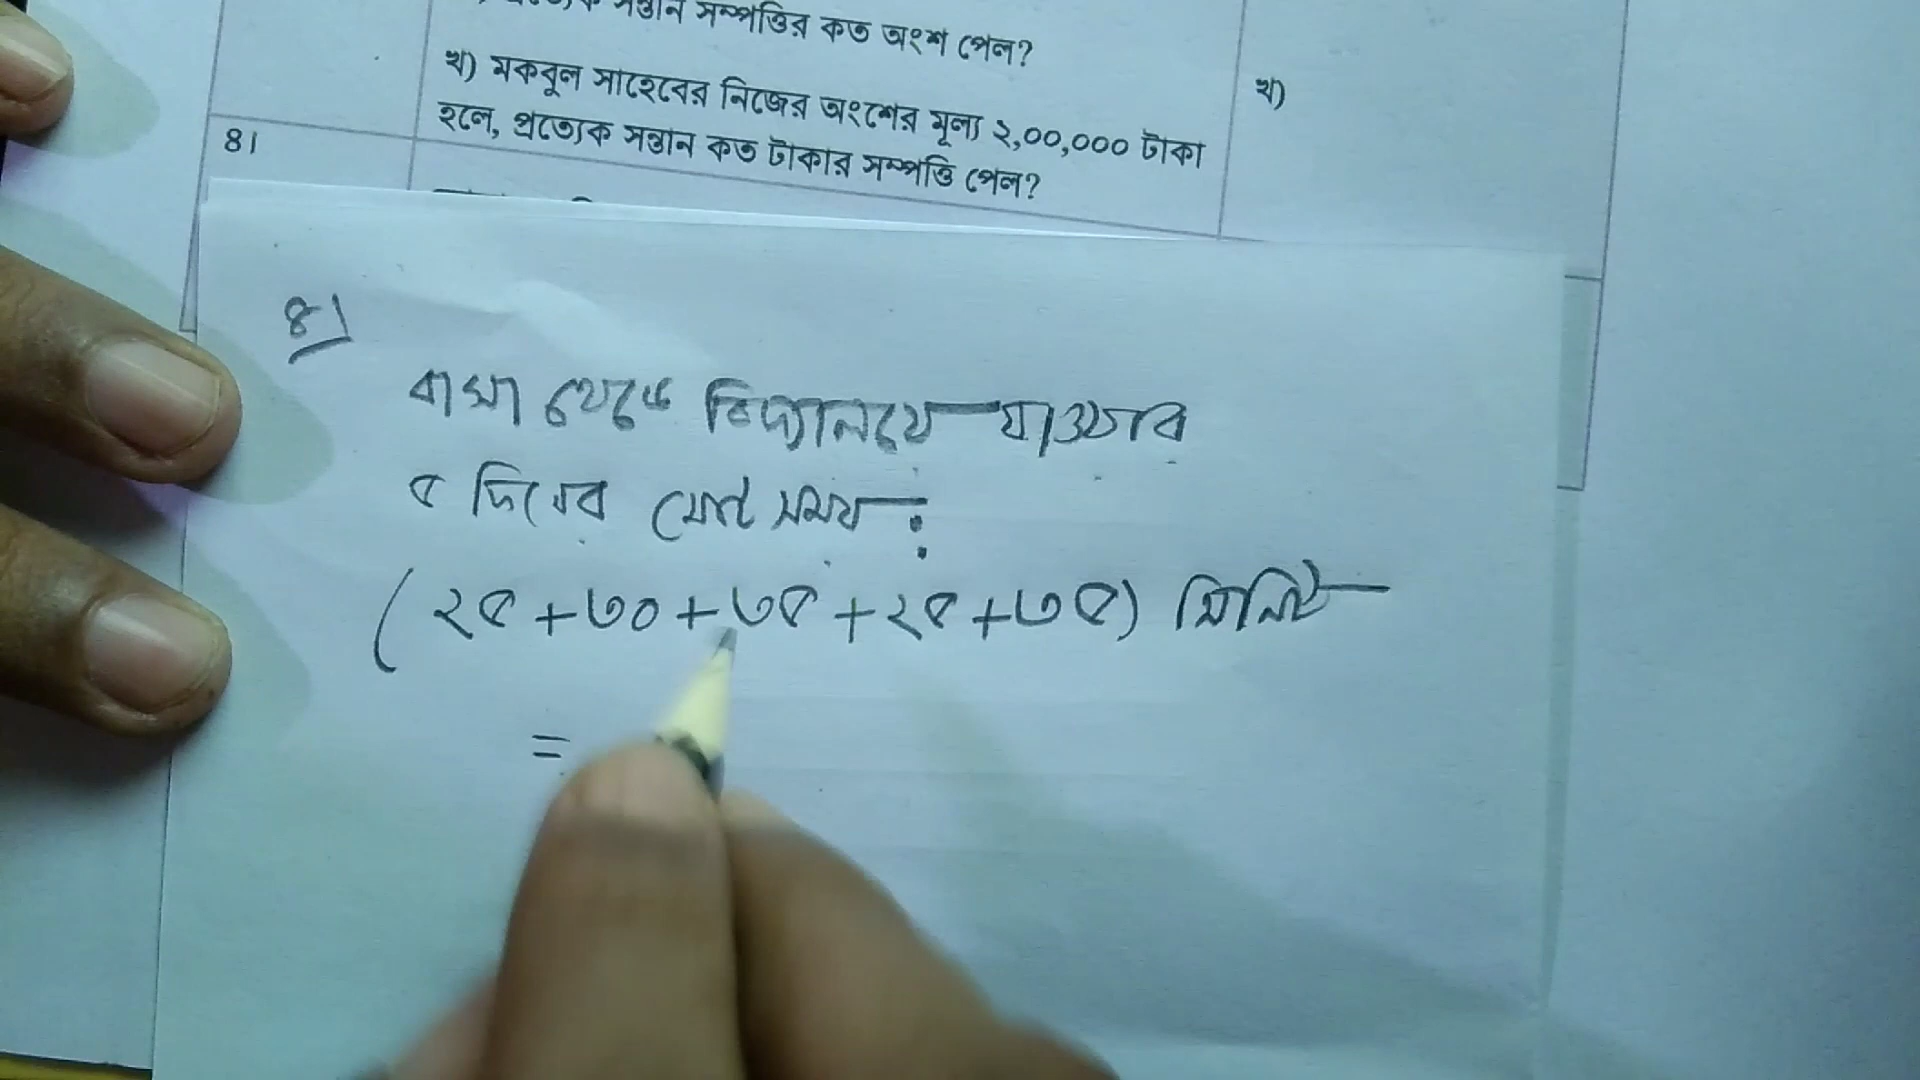 সন্তান সম্পত্তির কত অংশ পেল?
খ) মকবুল সাহেবের নিজের অংশের মূল্য ২,০০,০০০ টাকা
হলে, প্রত্যেক সন্তান কত টাকার সম্পত্তি পেল?
খ)
৪।
৪।
বাসা থেকে বিদ্যালয়ে যাওয়ার
৫ দিনের মোট সময় :
(২৫+৩০+৩৫+২৫+৩৫) মিনিট
=